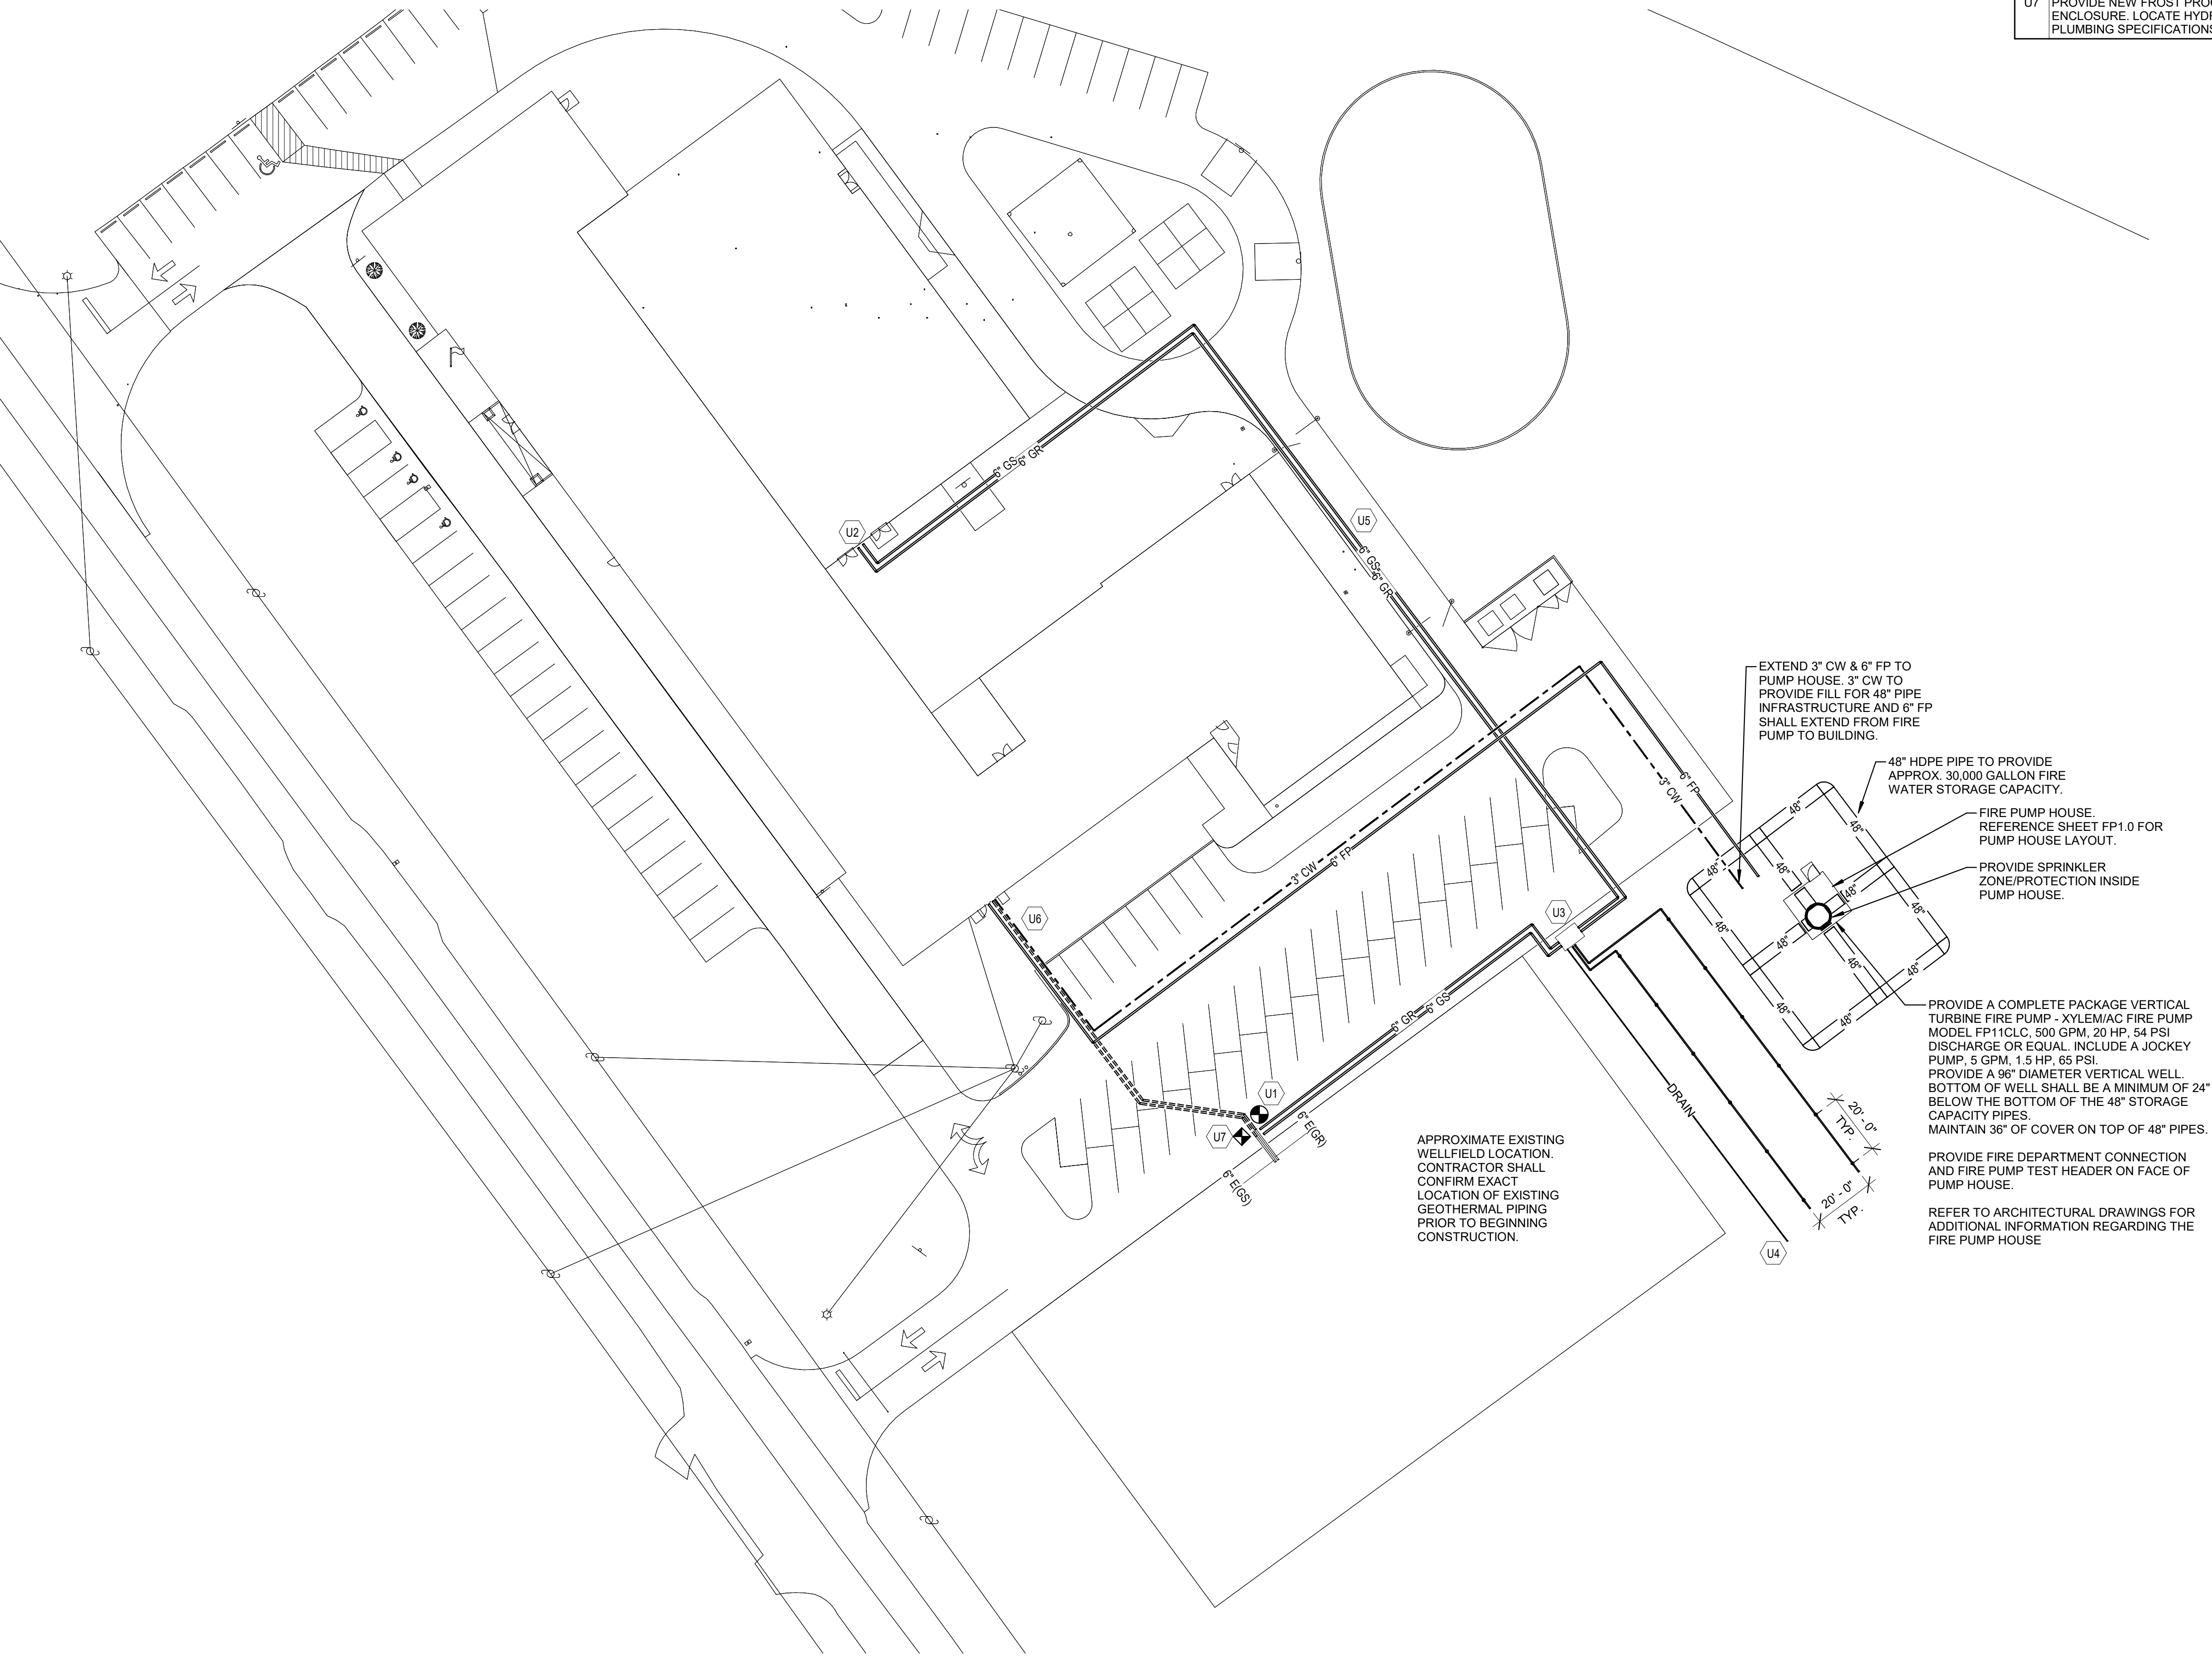 U7
PROVIDE NEW FROST
ENCLOSURE. LOCATE
PLUMBING SPECIFICATIONS
6" GS
6" GR
U2
U5
6" GS
6" GR
EXTEND 3" CW & 6" FP TO
PUMP HOUSE. 3" CW TO
PROVIDE FILL FOR 48" PIPE
INFRASTRUCTURE AND 6" FP
SHALL EXTEND FROM FIRE
PUMP TO BUILDING.
48" HDPE PIPE TO PROVIDE
APPROX. 30,000 GALLON FIRE
WATER STORAGE CAPACITY.
FIRE PUMP HOUSE.
REFERENCE SHEET FP1.0 FOR
PUMP HOUSE LAYOUT.
PROVIDE SPRINKLER
ZONE/PROTECTION INSIDE
PUMP HOUSE.
3" CW
6" FP
48"
48"
48"
48"
48"
48"
48"
48"
48"
48"
48"
48"
3" CW
6" FP
U6
U3
6" GR
6" GS
U1
U7
6" E(GR)
6" E(GS)
DRAIN
20' - 0"
TYP.
20' - 0"
TYP.
U4
APPROXIMATE EXISTING
WELLFIELD LOCATION.
CONTRACTOR SHALL
CONFIRM EXACT
LOCATION OF EXISTING
GEOTHERMAL PIPING
PRIOR TO BEGINNING
CONSTRUCTION.
PROVIDE A COMPLETE PACKAGE VERTICAL
TURBINE FIRE PUMP - XYLEM/AC FIRE PUMP
MODEL FP11CLC, 500 GPM, 20 HP, 54 PSI
DISCHARGE OR EQUAL. INCLUDE A JOCKEY
PUMP, 5 GPM, 1.5 HP, 65 PSI.
PROVIDE A 96" DIAMETER VERTICAL WELL.
BOTTOM OF WELL SHALL BE A MINIMUM OF 24"
BELOW THE BOTTOM OF THE 48" STORAGE
CAPACITY PIPES.
MAINTAIN 36" OF COVER ON TOP OF 48" PIPES.
PROVIDE FIRE DEPARTMENT CONNECTION
AND FIRE PUMP TEST HEADER ON FACE OF
PUMP HOUSE.
REFER TO ARCHITECTURAL DRAWINGS FOR
ADDITIONAL INFORMATION REGARDING THE
FIRE PUMP HOUSE